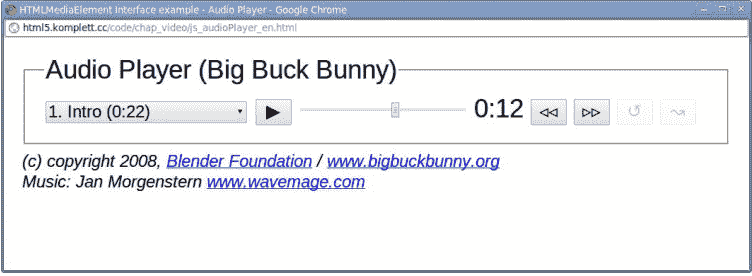 HTMLMediaElement Interface example - Audio Player - Google Chrome
html5.komplett.cc/code/chap_video/js_audioPlayer_en.html
Audio Player (Big Buck Bunny)
1. Intro (0:22) 0:12
(c) copyright 2008, Blender Foundation / www.bigbuckbunny.org
Music: Jan Morgenstern www.wavemage.com